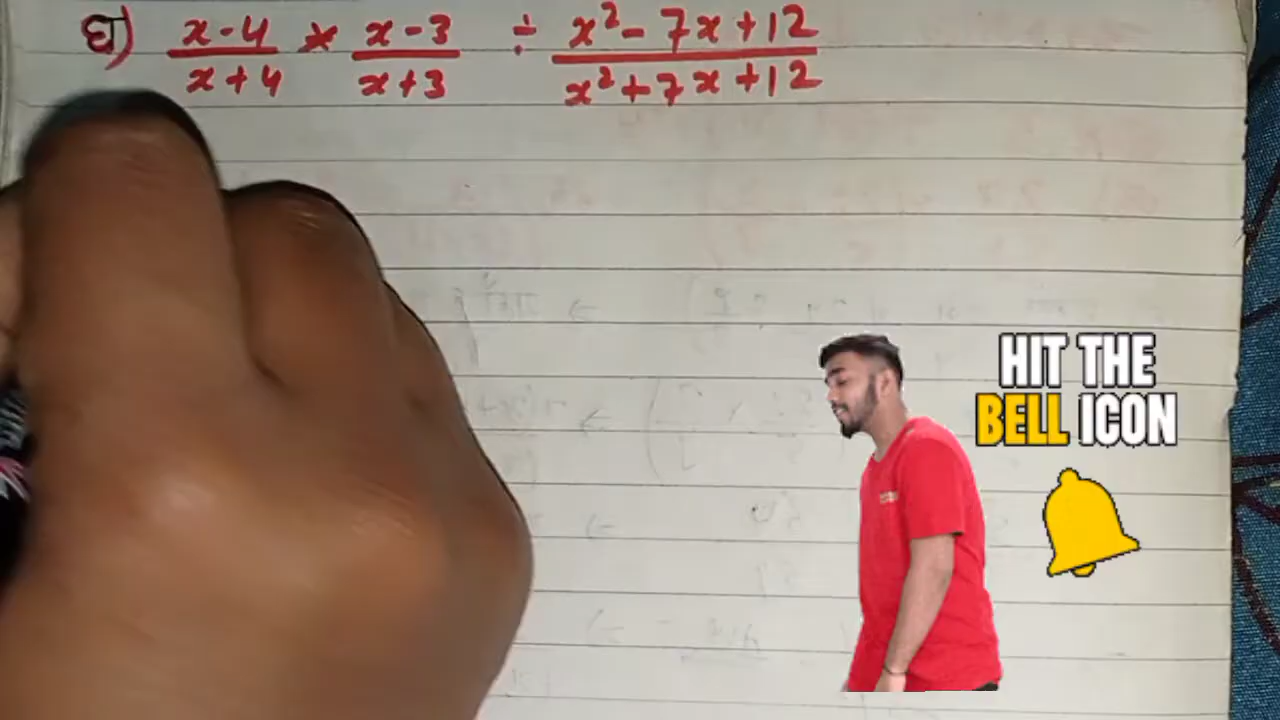 घ) x-4/x+4 × x-3/x+3 ÷ x²-7x+12/x²+7x+12
HIT THE
BELL ICON